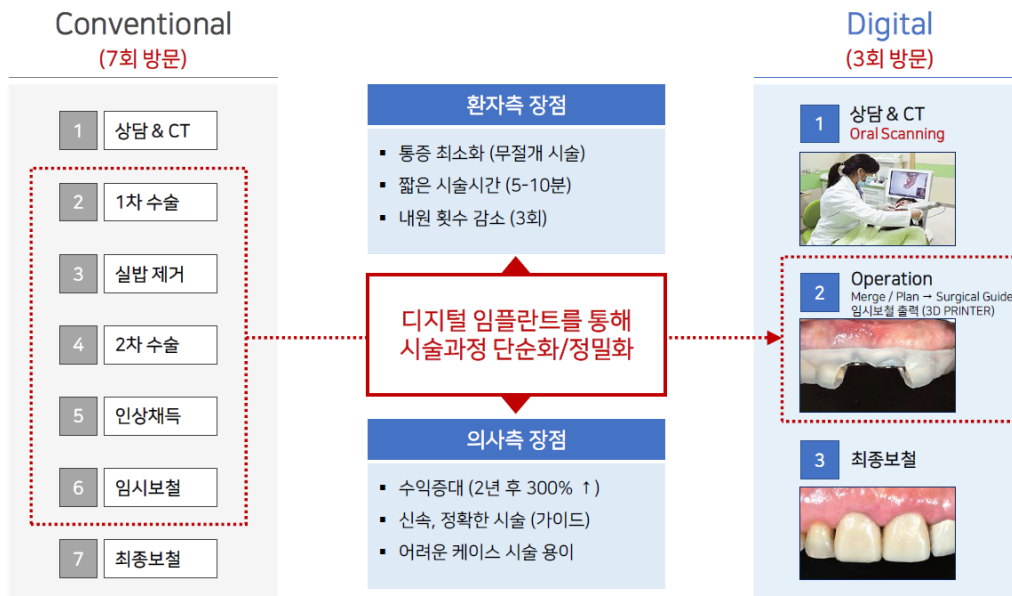 Conventional
(7회 방문)
1 상담 & CT
2 1차 수술
3 실밥 제거
4 2차 수술
5 인상채득
6 임시보철
7 최종보철
환자측 장점
▪ 통증 최소화 (무절개 시술)
▪ 짧은 시술시간 (5-10분)
▪ 내원 횟수 감소 (3회)
디지털 임플란트를 통해
시술과정 단순화/정밀화
의사측 장점
▪ 수익증대 (2년 후 300% ↑)
▪ 신속, 정확한 시술 (가이드)
▪ 어려운 케이스 시술 용이
Digital
(3회 방문)
1 상담 & CT
Oral Scanning
2 Operation
Merge / Plan → Surgical Guide
임시보철 출력 (3D PRINTER)
3 최종보철